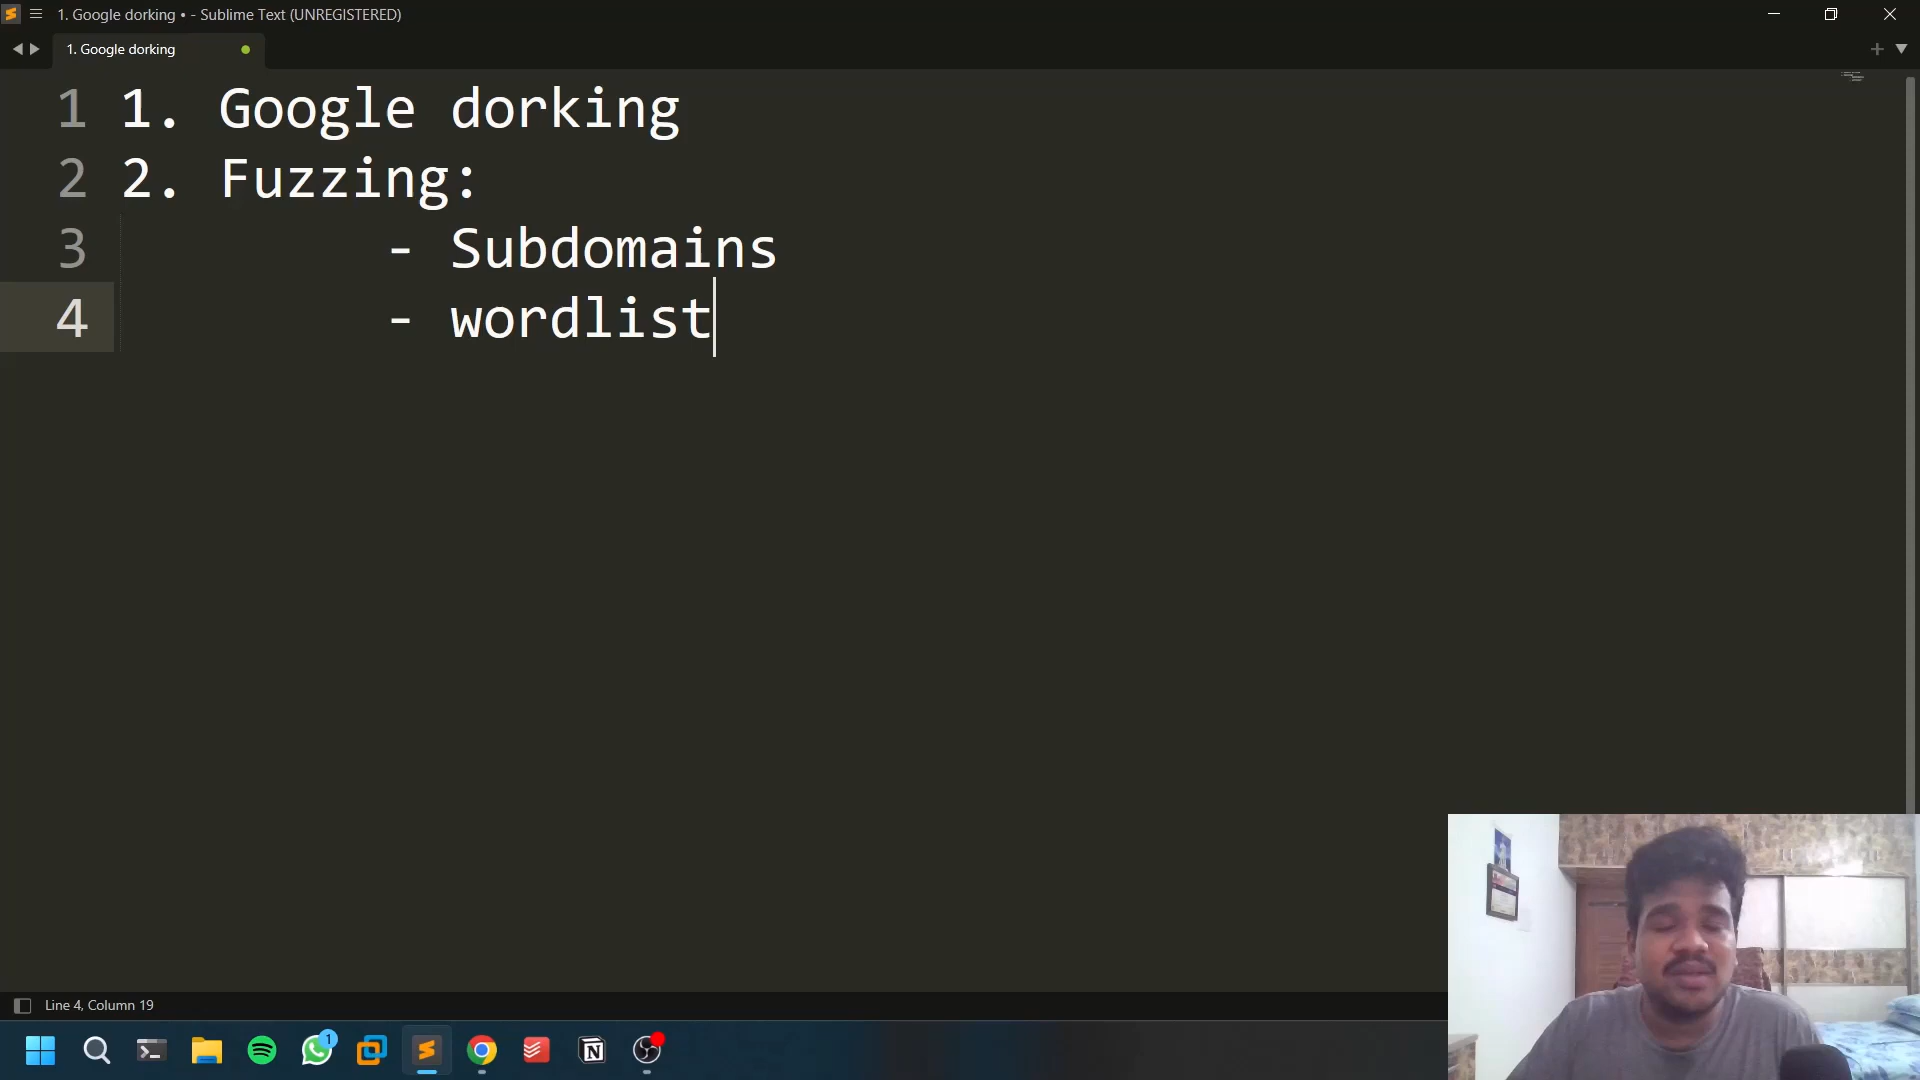 1. Google dorking • - Sublime Text (UNREGISTERED)
1. Google dorking
1 1. Google dorking
2 2. Fuzzing:
3 - Subdomains
4 - wordlist
Line 4, Column 19
1